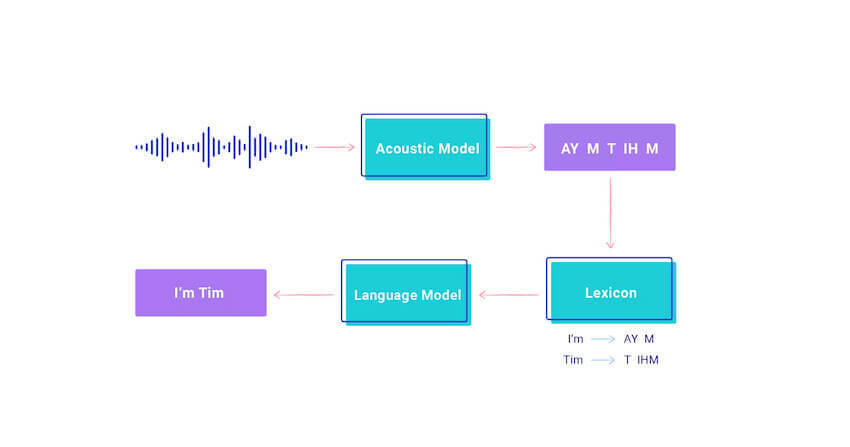 Acoustic Model
AY M T IH M
Lexicon
I'm → AY M
Tim → T IHM
Language Model
I'm Tim